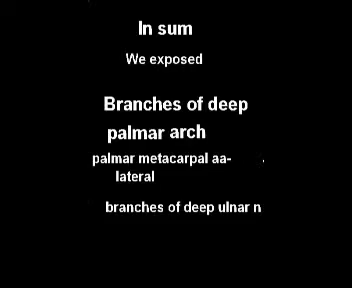 In sum
We exposed
Branches of deep
palmar arch
palmar metacarpal aa-
lateral
branches of deep ulnar n